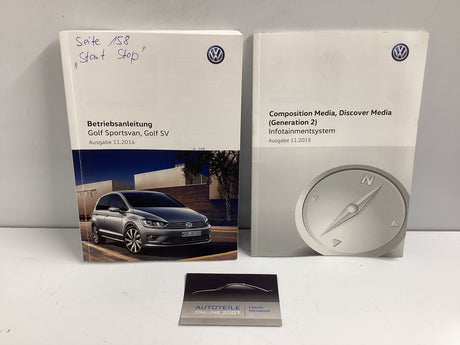 Seite 158
"Start Stop"
Betriebsanleitung
Golf Sportsvan, Golf SV
Ausgabe 11.2016
Composition Media, Discover Media
(Generation 2)
Infotainmentsystem
Ausgabe 11.2015
N
AUTOTEILE
ONLINE 2007